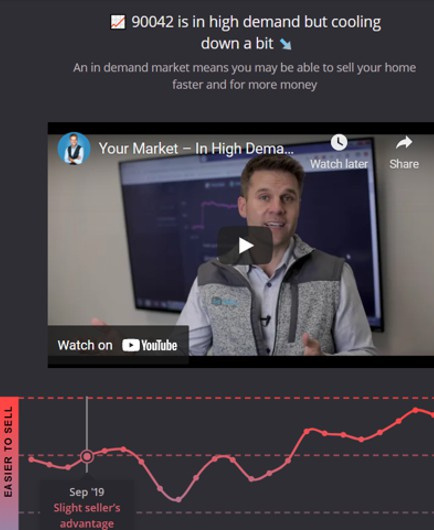 90042 is in high demand but cooling
down a bit
An in demand market means you may be able to sell your home
faster and for more money
Your Market – In High Dema...
Watch later
Share
Watch on YouTube
EASIER TO SELL
Sep '19
Slight seller's
advantage